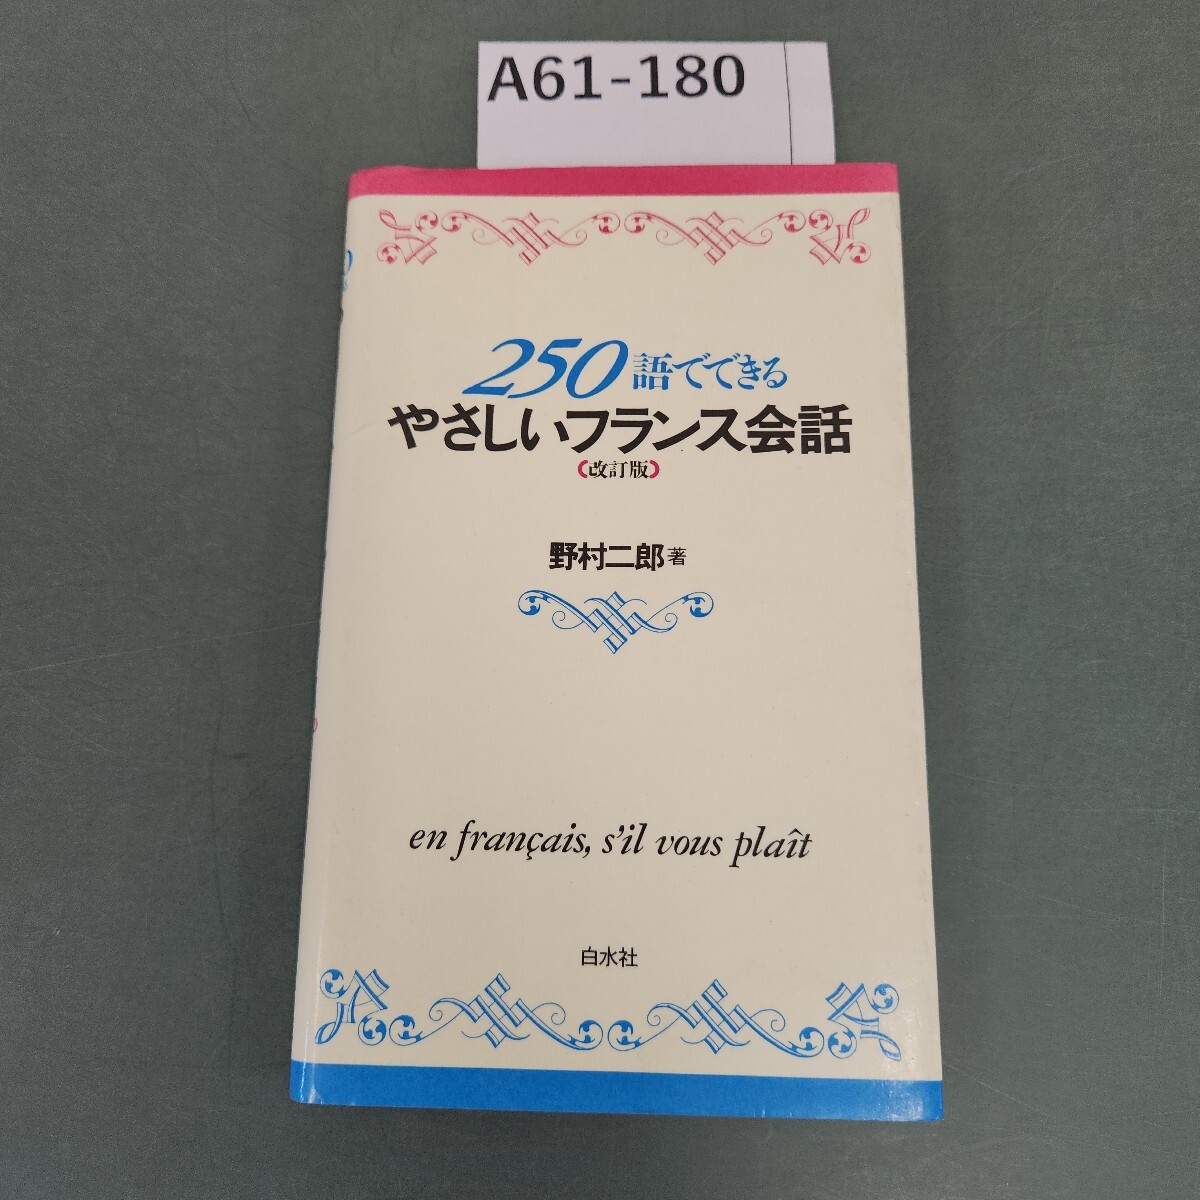 A61-180
250語でできる
やさしいフランス会話
(改訂版)
野村二郎著
en français, s'il vous plaît
白水社